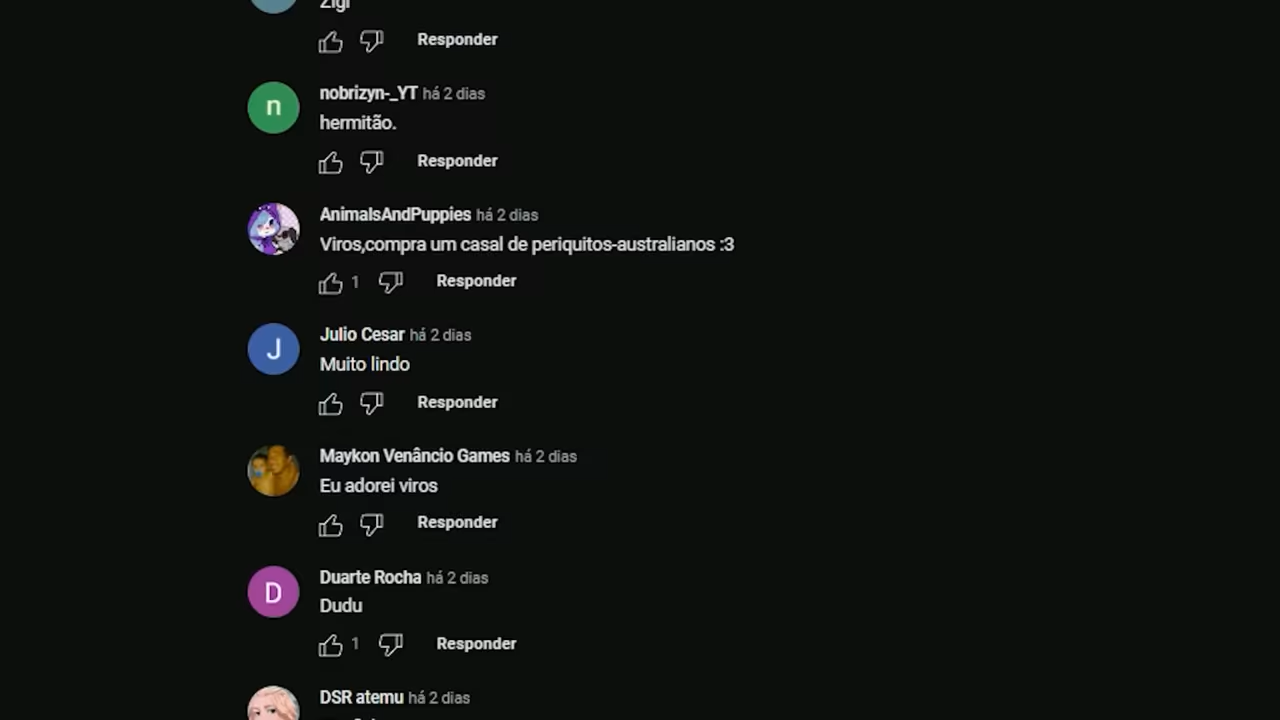 Zigi
Responder
n
nobrizyn-_YT há 2 dias
hermitão.
Responder
AnimalsAndPuppies há 2 dias
Viros,compra um casal de periquitos-australianos :3
1 Responder
J
Julio Cesar há 2 dias
Muito lindo
Responder
Maykon Venâncio Games há 2 dias
Eu adorei viros
Responder
D
Duarte Rocha há 2 dias
Dudu
1 Responder
DSR atemu há 2 dias